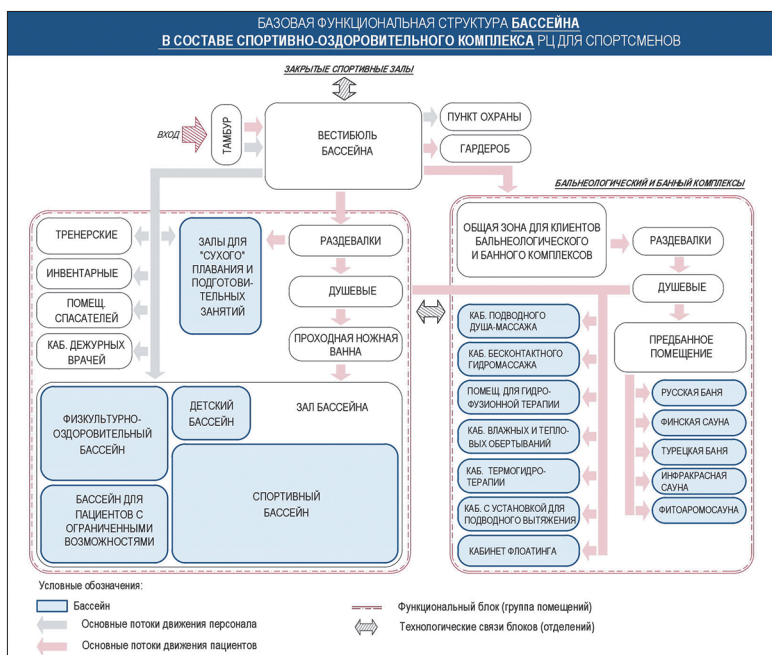 БАЗОВАЯ ФУНКЦИОНАЛЬНАЯ СТРУКТУРА БАССЕЙНА
В СОСТАВЕ СПОРТИВНО-ОЗДОРОВИТЕЛЬНОГО КОМПЛЕКСА РЦ ДЛЯ СПОРТСМЕНОВ
ЗАКРЫТЫЕ СПОРТИВНЫЕ ЗАЛЫ
ВХОД
ТАМБУР
ВЕСТИБЮЛЬ
БАССЕЙНА
ПУНКТ ОХРАНЫ
ГАРДЕРОБ
БАЛЬНЕОЛОГИЧЕСКИЙ И БАННЫЙ КОМПЛЕКСЫ
ТРЕНЕРСКИЕ
ИНВЕНТАРНЫЕ
ПОМЕЩ.
СПАСАТЕЛЕЙ
КАБ. ДЕЖУРНЫХ
ВРАЧЕЙ
ЗАЛЫ ДЛЯ
"СУХОГО"
ПЛАВАНИЯ И
ПОДГОТОВИ-
ТЕЛЬНЫХ
ЗАНЯТИЙ
РАЗДЕВАЛКИ
ДУШЕВЫЕ
ПРОХОДНАЯ НОЖНАЯ
ВАННА
ФИЗКУЛЬТУРНО-
ОЗДОРОВИТЕЛЬНЫЙ
БАССЕЙН
ДЕТСКИЙ
БАССЕЙН
ЗАЛ БАССЕЙНА
БАССЕЙН ДЛЯ
ПАЦИЕНТОВ С
ОГРАНИЧЕННЫМИ
ВОЗМОЖНОСТЯМИ
СПОРТИВНЫЙ
БАССЕЙН
ОБЩАЯ ЗОНА ДЛЯ КЛИЕНТОВ
БАЛЬНЕОЛОГИЧЕСКОГО
И БАННОГО КОМПЛЕКСОВ
РАЗДЕВАЛКИ
ДУШЕВЫЕ
ПРЕДБАННОЕ
ПОМЕЩЕНИЕ
КАБ. ПОДВОДНОГО
ДУША-МАССАЖА
КАБ. БЕСКОНТАКТНОГО
ГИДРОМАССАЖА
ПОМЕЩ. ДЛЯ ГИДРО-
ФУЗИОННОЙ ТЕРАПИИ
КАБ. ВЛАЖНЫХ И ТЕПЛО-
ВЫХ ОБЕРТЫВАНИЙ
КАБ. ТЕРМОГИДРО-
ТЕРАПИИ
КАБ. С УСТАНОВКОЙ ДЛЯ
ПОДВОДНОГО ВЫТЯЖЕНИЯ
КАБИНЕТ ФЛОАТИНГА
РУССКАЯ БАНЯ
ФИНСКАЯ САУНА
ТУРЕЦКАЯ БАНЯ
ИНФРАКРАСНАЯ
САУНА
ФИТОАРОМОСАУНА
Условные обозначения:
Бассейн
Основные потоки движения персонала
Основные потоки движения пациентов
Функциональный блок (группа помещений)
Технологические связи блоков (отделений)